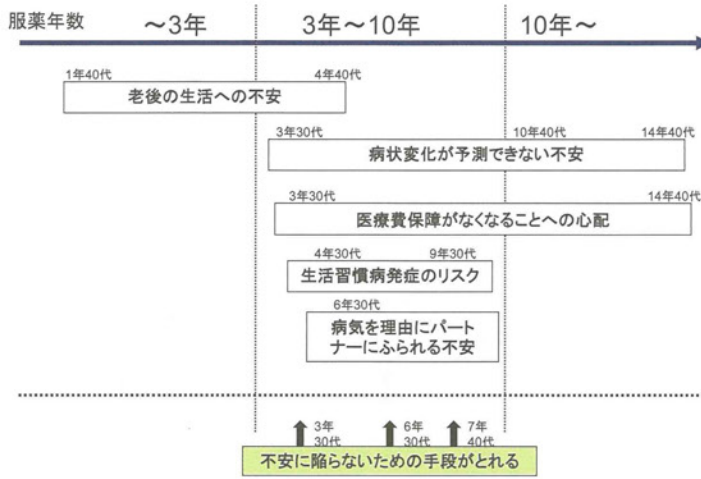 服薬年数
～3年
3年～10年
10年～
1年40代
4年40代
老後の生活への不安
3年30代
10年40代
14年40代
病状変化が予測できない不安
3年30代
14年40代
医療費保障がなくなることへの心配
4年30代
9年30代
生活習慣病発症のリスク
6年30代
病気を理由にパート
ナーにふられる不安
3年
30代
6年
30代
7年
40代
不安に陥らないための手段がとれる